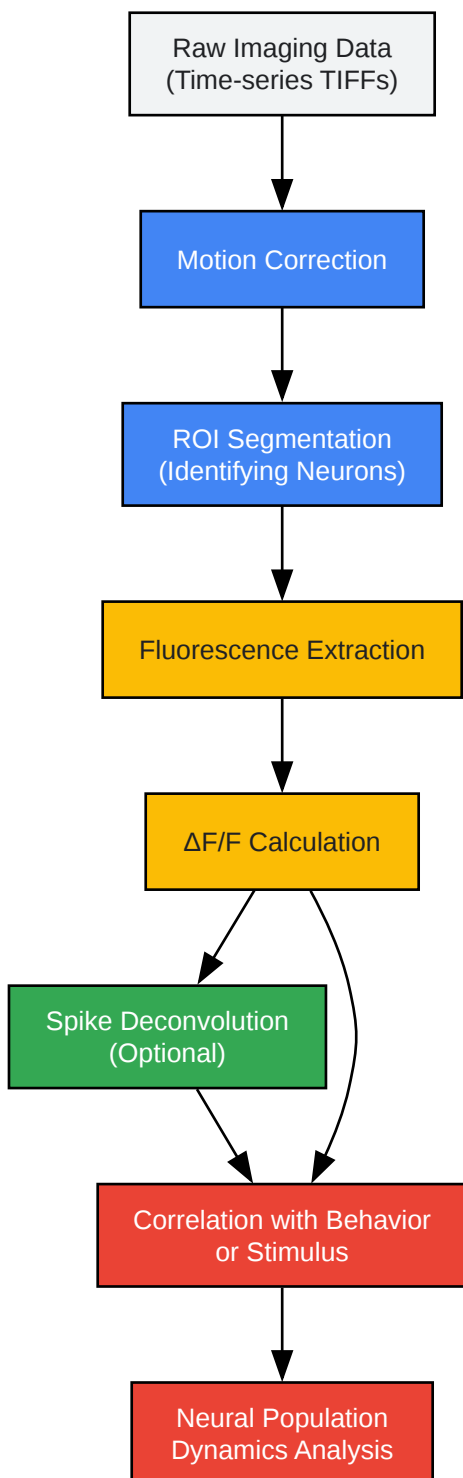 Raw Imaging Data
(Time-series TIFFs)
Motion Correction
ROI Segmentation
(Identifying Neurons)
Fluorescence Extraction
ΔF/F Calculation
Spike Deconvolution
(Optional)
Correlation with Behavior
or Stimulus
Neural Population
Dynamics Analysis